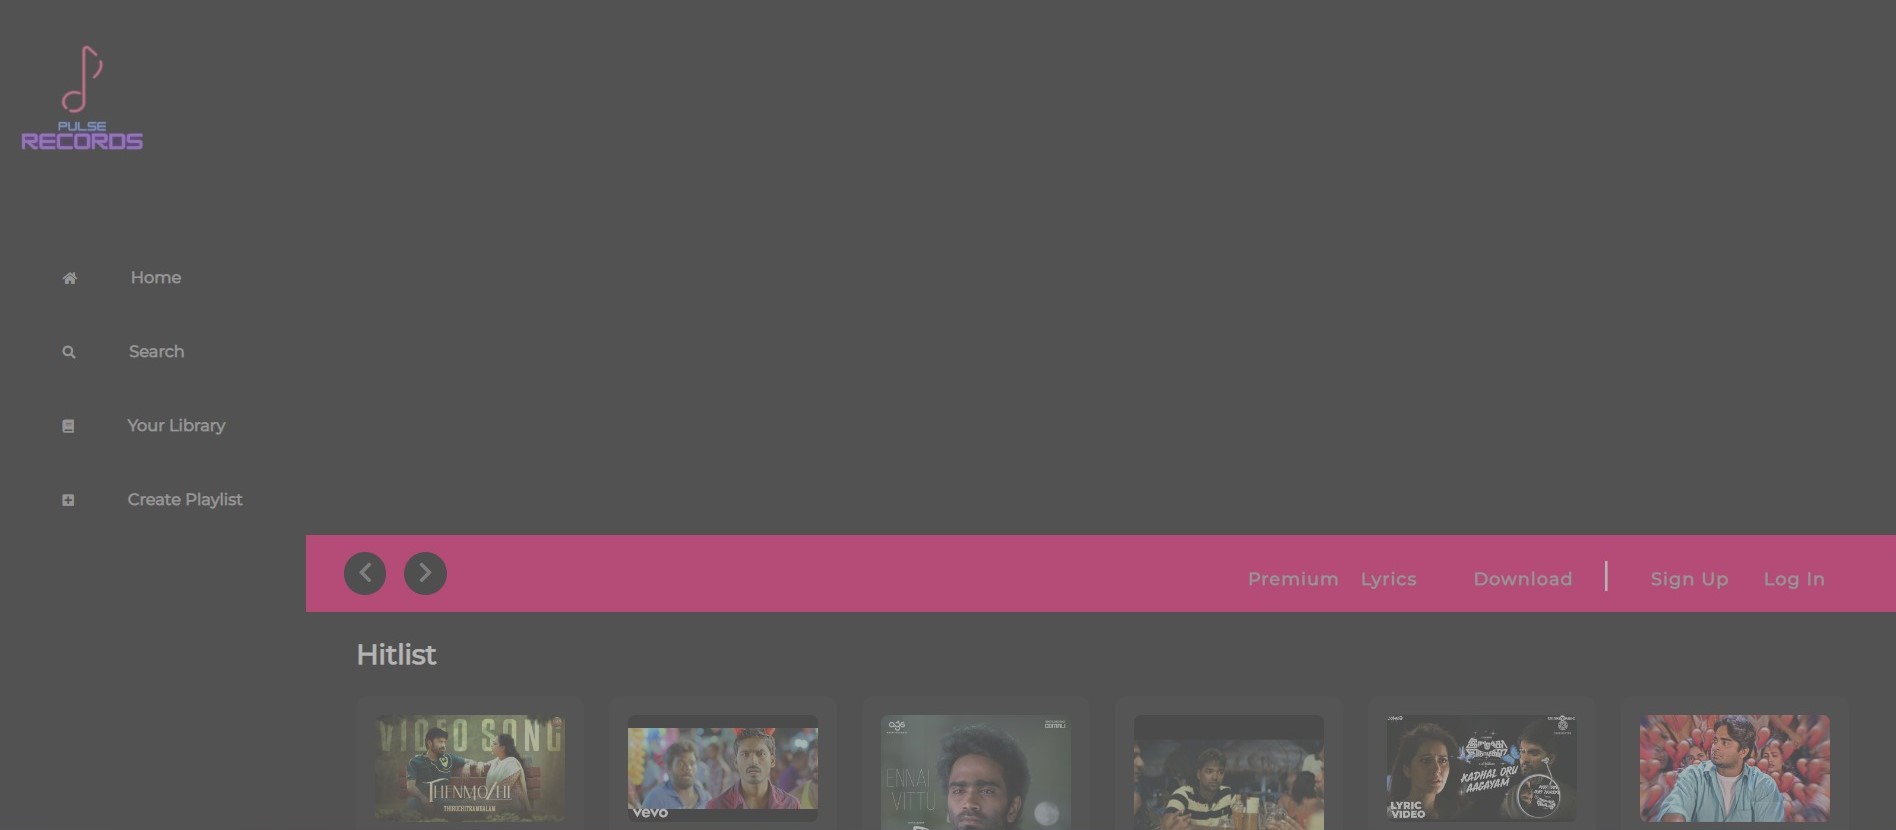 PULSE
RECORDS
Home
Search
Your Library
Create Playlist
Premium Lyrics Download Sign Up Log In
Hitlist
VIDEO SONG
THENMOZHI
THIRUCHITRAMBALAM
vevo
ags
ENNAI
VITTU
KADHAL ORU
AAGAYAM
LYRIC
VIDEO